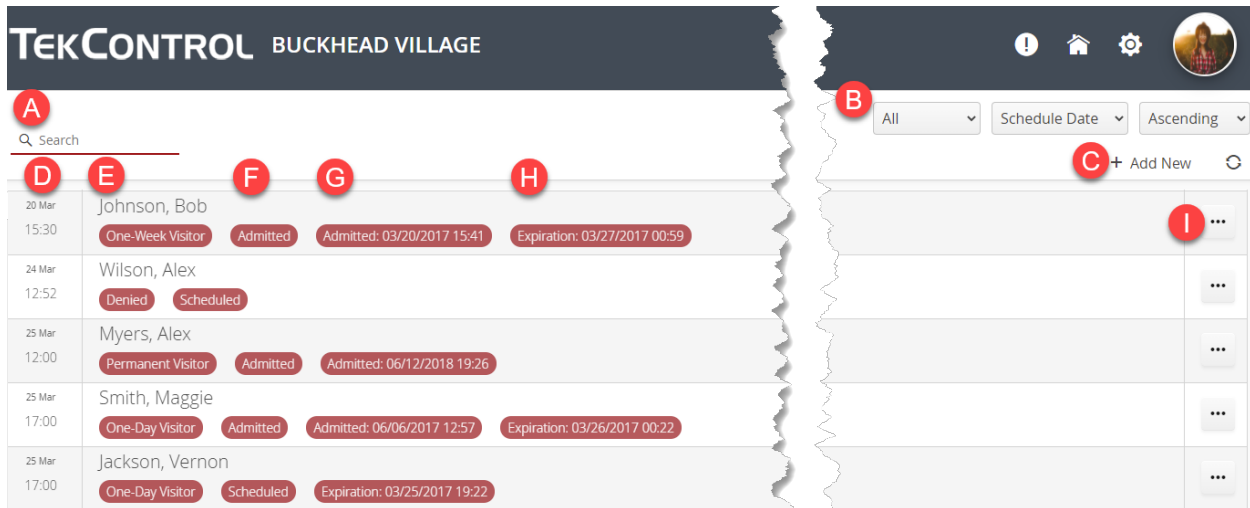 TEKCONTROL BUCKHEAD VILLAGE
A
B
All Schedule Date Ascending
Search
C + Add New
D E F G H
20 Mar
15:30
Johnson, Bob
One-Week Visitor Admitted Admitted: 03/20/2017 15:41 Expiration: 03/27/2017 00:59
I
24 Mar
12:52
Wilson, Alex
Denied Scheduled
25 Mar
12:00
Myers, Alex
Permanent Visitor Admitted Admitted: 06/12/2018 19:26
25 Mar
17:00
Smith, Maggie
One-Day Visitor Admitted Admitted: 06/06/2017 12:57 Expiration: 03/26/2017 00:22
25 Mar
17:00
Jackson, Vernon
One-Day Visitor Scheduled Expiration: 03/25/2017 19:22